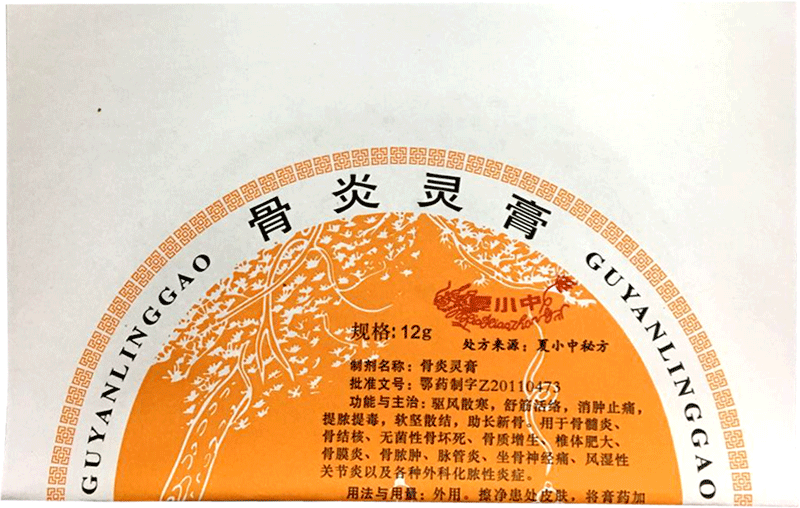 骨炎灵膏
GUYANLINGGAO
GUYANLINGGAO
夏小中
规格:12g
处方来源:夏小中秘方
制剂名称:骨炎灵膏
批准文号:鄂药制字Z20110473
功能与主治:驱风散寒,舒筋活络,消肿止痛,
提脓提毒,软坚散结,助长新骨。用于骨髓炎、
骨结核、无菌性骨坏死、骨质增生、椎体肥大、
骨膜炎、骨脓肿、脉管炎、坐骨神经痛、风湿性
关节炎以及各种外科化脓性炎症。
用法与用量:外用。擦净患处皮肤,将膏药加